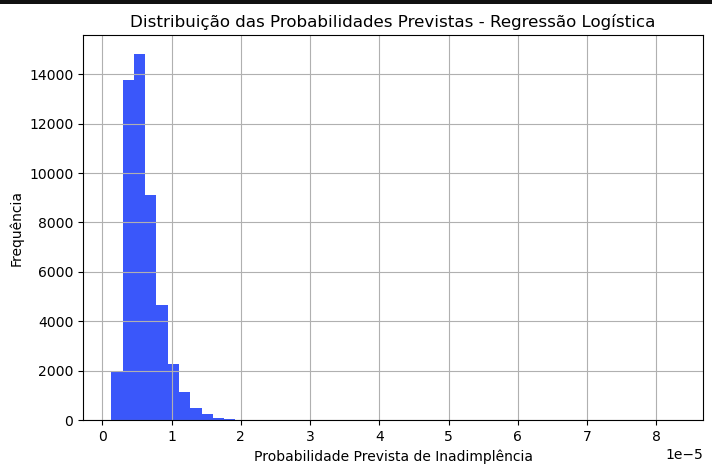 Distribuição das Probabilidades Previstas - Regressão Logística
14000
12000
10000
8000
6000
4000
2000
0
Frequência
0 1 2 3 4 5 6 7 8
1e−5
Probabilidade Prevista de Inadimplência